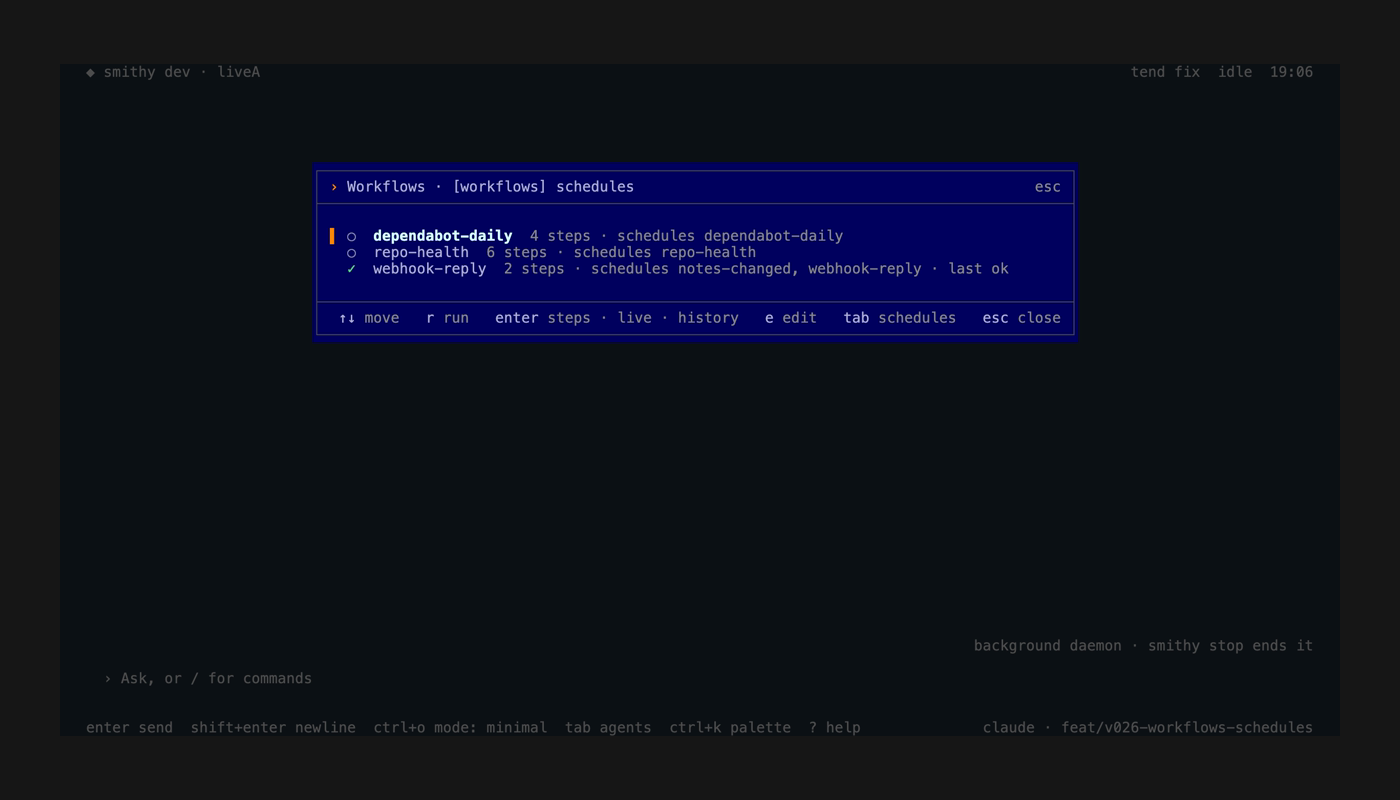 ◆ smithy dev · liveA
tend fix  idle  19:06
› Workflows · [workflows] schedules
esc
○ dependabot-daily  4 steps · schedules dependabot-daily
○ repo-health  6 steps · schedules repo-health
✓ webhook-reply  2 steps · schedules notes-changed, webhook-reply · last ok
↑↓ move  r run  enter steps · live · history  e edit  tab schedules  esc close
background daemon · smithy stop ends it
› Ask, or / for commands
enter send  shift+enter newline  ctrl+o mode: minimal  tab agents  ctrl+k palette  ? help
claude · feat/v026-workflows-schedules